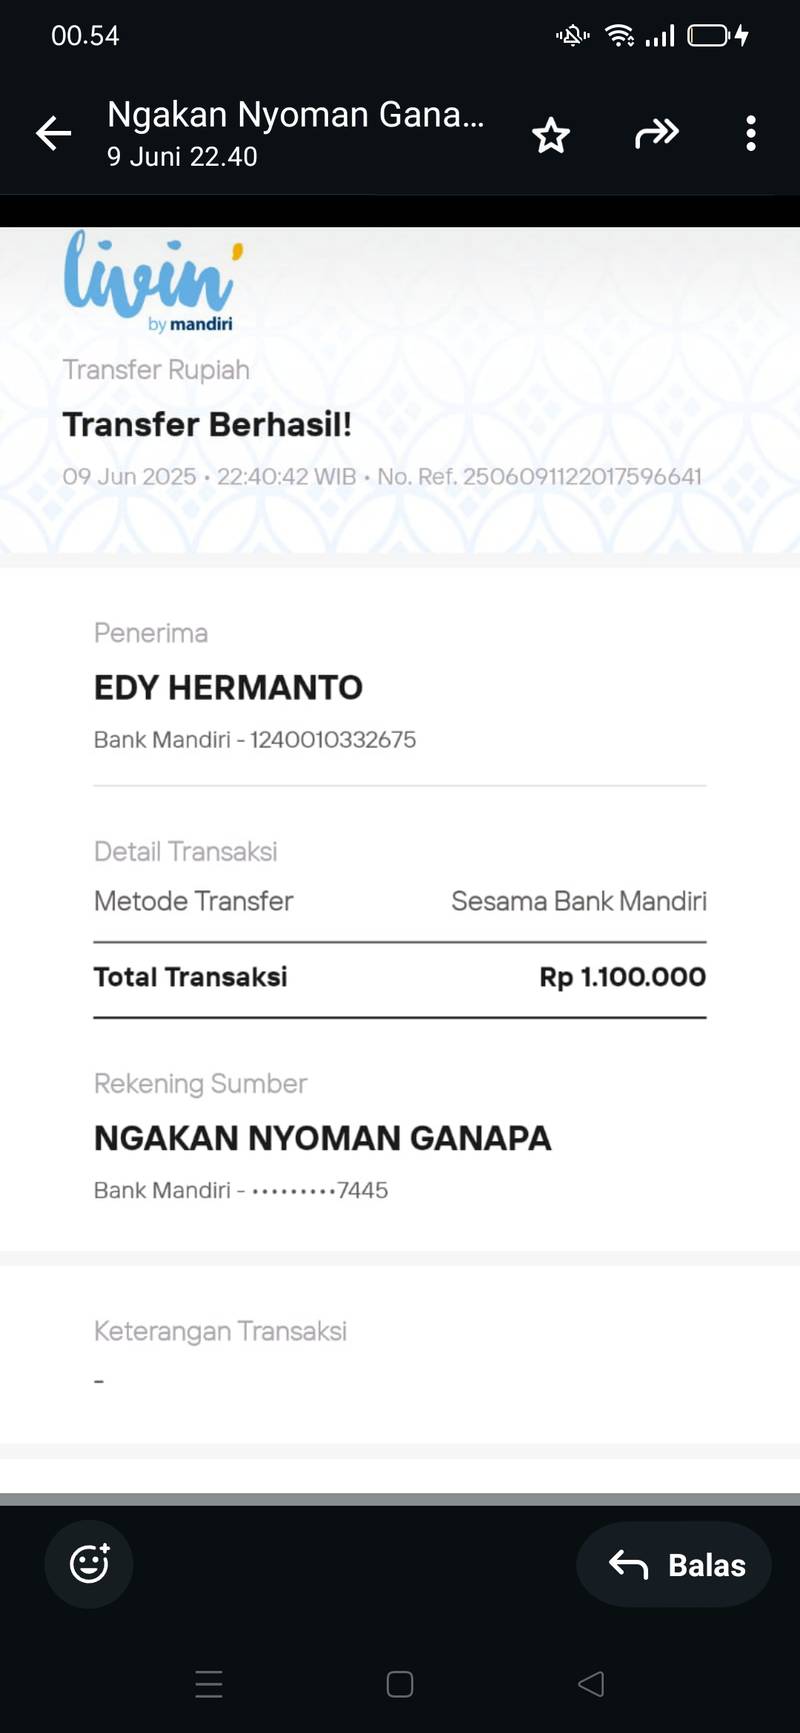 00.54
Ngakan Nyoman Gana...
9 Juni 22.40
livin'
by mandiri
Transfer Rupiah
Transfer Berhasil!
09 Jun 2025 • 22:40:42 WIB • No. Ref. 2506091122017596641
Penerima
EDY HERMANTO
Bank Mandiri - 1240010332675
Detail Transaksi
Metode Transfer Sesama Bank Mandiri
Total Transaksi Rp 1.100.000
Rekening Sumber
NGAKAN NYOMAN GANAPA
Bank Mandiri - •••••••••7445
Keterangan Transaksi
-
Balas